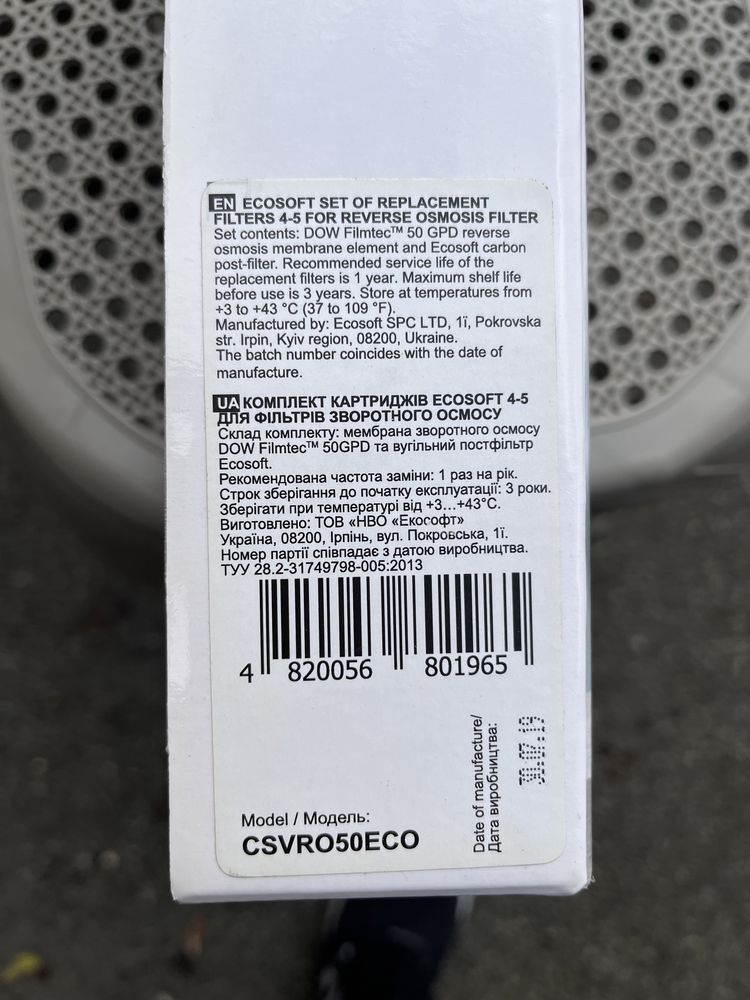 EN ECOSOFT SET OF REPLACEMENT
FILTERS 4-5 FOR REVERSE OSMOSIS FILTER
Set contents: DOW Filmtec™ 50 GPD reverse
osmosis membrane element and Ecosoft carbon
post-filter. Recommended service life of the
replacement filters is 1 year. Maximum shelf life
before use is 3 years. Store at temperatures from
+3 to +43 °C (37 to 109 °F).
Manufactured by: Ecosoft SPC LTD, 1ї, Pokrovska
str. Irpin, Kyiv region, 08200, Ukraine.
The batch number coincides with the date of
manufacture.
UA КОМПЛЕКТ КАРТРИДЖІВ ECOSOFT 4-5
ДЛЯ ФІЛЬТРІВ ЗВОРОТНОГО ОСМОСУ
Склад комплекту: мембрана зворотного осмосу
DOW Filmtec™ 50GPD та вугільний постфільтр
Ecosoft.
Рекомендована частота заміни: 1 раз на рік.
Строк зберігання до початку експлуатації: 3 роки.
Зберігати при температурі від +3...+43°C.
Виготовлено: ТОВ «НВО «Екософт»
Україна, 08200, Ірпінь, вул. Покровська, 1ї.
Номер партії співпадає з датою виробництва.
ТУУ 28.2-31749798-005:2013
4 820056 801965
Date of manufacture/
Дата виробництва:
30.07.19
Model / Модель:
CSVRO50ECO